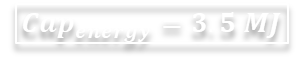 Cap_energy = 3.5 MJ